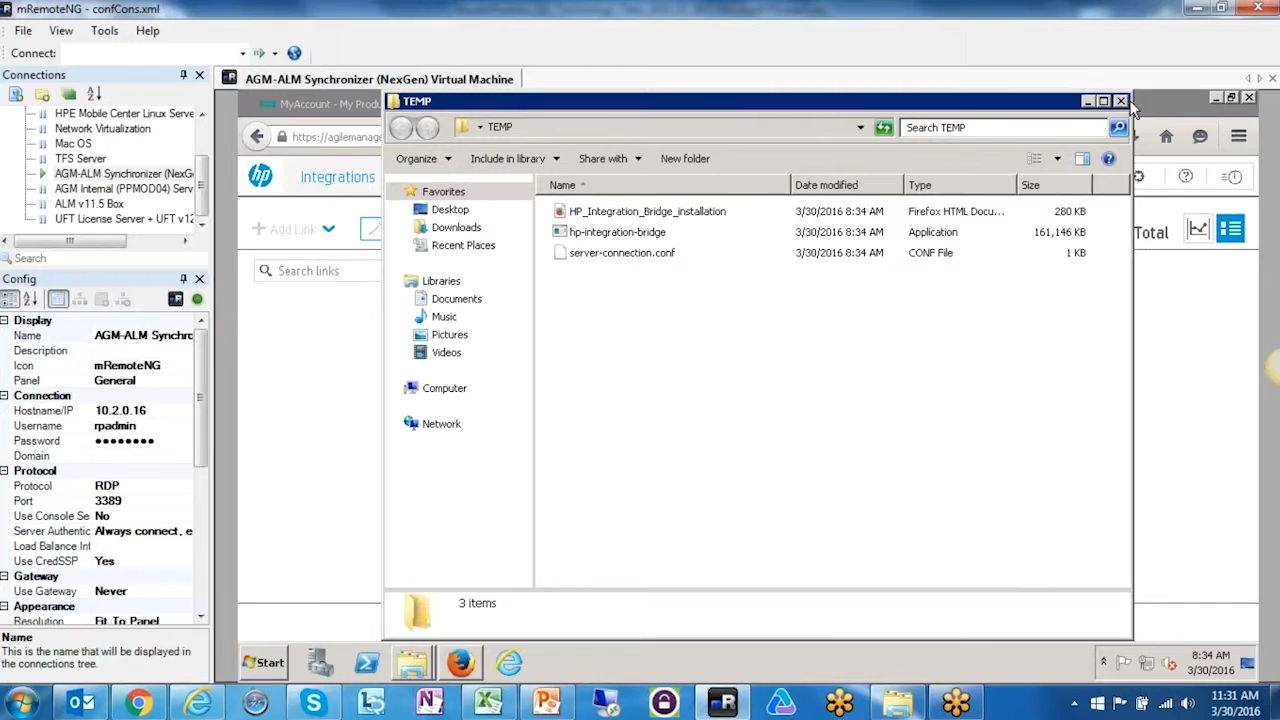 mRemoteNG - confCons.xml
File View Tools Help
Connect:
Connections
HPE Mobile Center Linux Serve
Network Virtualization
Mac OS
TFS Server
AGM-ALM Synchronizer (NexG
AGM Internal (PPMOD04) Serv
ALM v11.5 Box
UFT License Server + UFT v12
Search
Config
Display
Name AGM-ALM Synchro
Description
Icon mRemoteNG
Panel General
Connection
Hostname/IP 10.2.0.16
Username rpadmin
Password ●●●●●●●●
Domain
Protocol
Protocol RDP
Port 3389
Use Console Se No
Server Authentic Always connect, e
Load Balance Inf
Use CredSSP Yes
Gateway
Use Gateway Never
Appearance
Resolution Fit To Panel
Name
This is the name that will be displayed in
the connections tree.
AGM-ALM Synchronizer (NexGen) Virtual Machine
MyAccount - My Produ
https://agilemanage
hp Integrations
Add Link
Search links
Total
TEMP
TEMP
Search TEMP
Organize Include in library Share with New folder
Favorites
Desktop
Downloads
Recent Places
Libraries
Documents
Music
Pictures
Videos
Computer
Network
Name Date modified Type Size
HP_Integration_Bridge_installation 3/30/2016 8:34 AM Firefox HTML Docu... 280 KB
hp-integration-bridge 3/30/2016 8:34 AM Application 161,146 KB
server-connection.conf 3/30/2016 8:34 AM CONF File 1 KB
3 items
Start
8:34 AM
3/30/2016
11:31 AM
3/30/2016